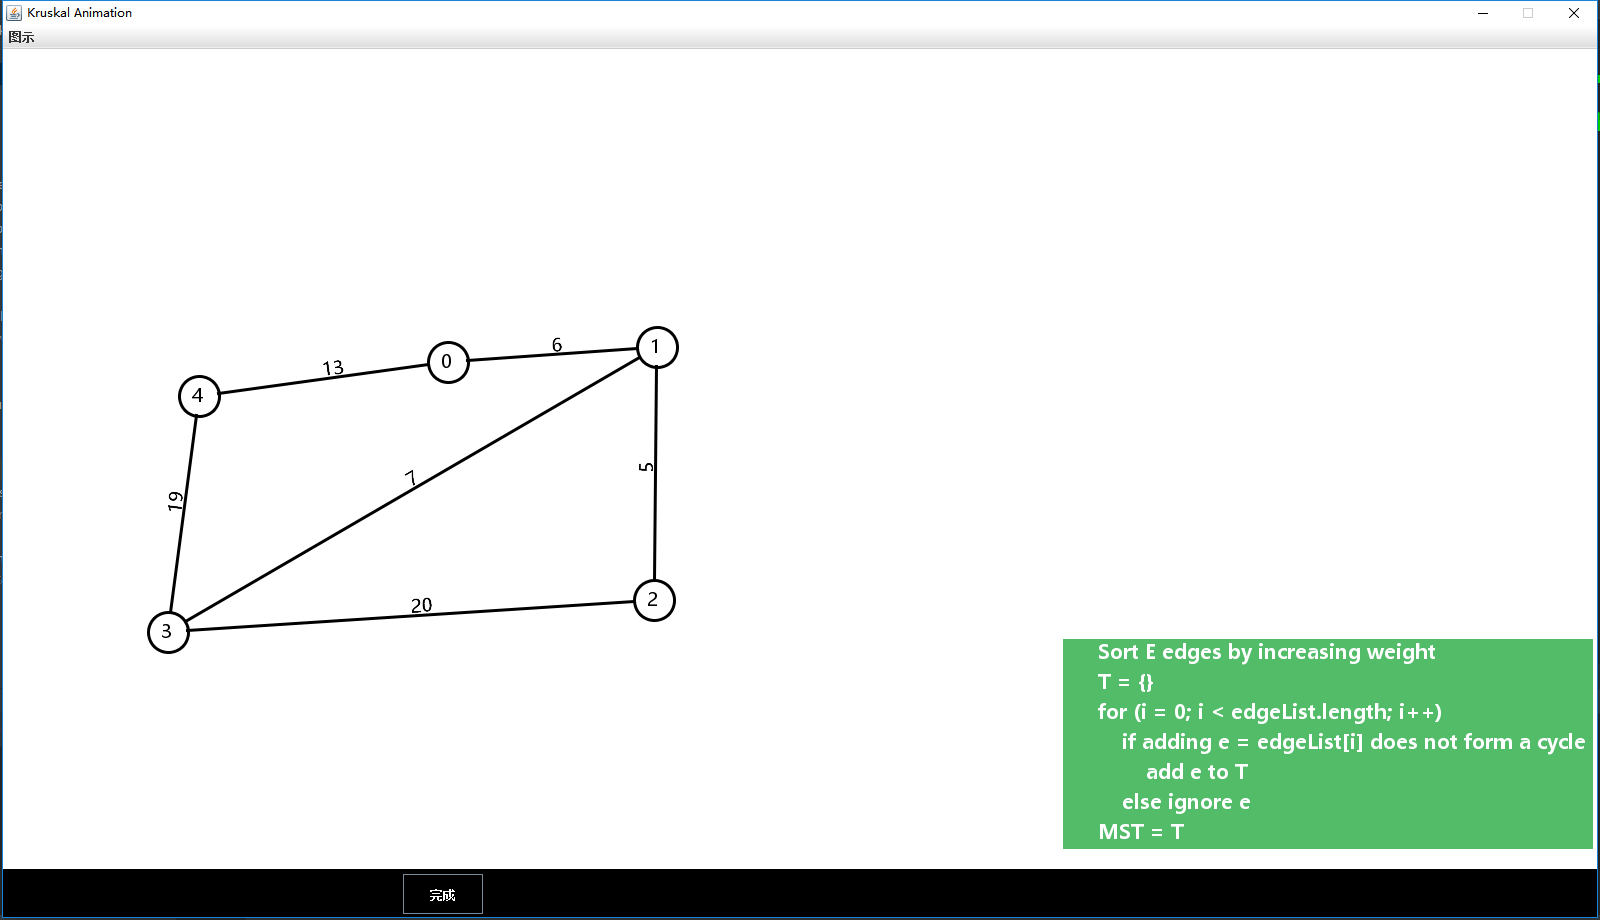 Kruskal Animation
图示
6
1
13
0
4
7
5
19
20
2
3
Sort E edges by increasing weight
T = {}
for (i = 0; i < edgeList.length; i++)
if adding e = edgeList[i] does not form a cycle
add e to T
else ignore e
MST = T
完成